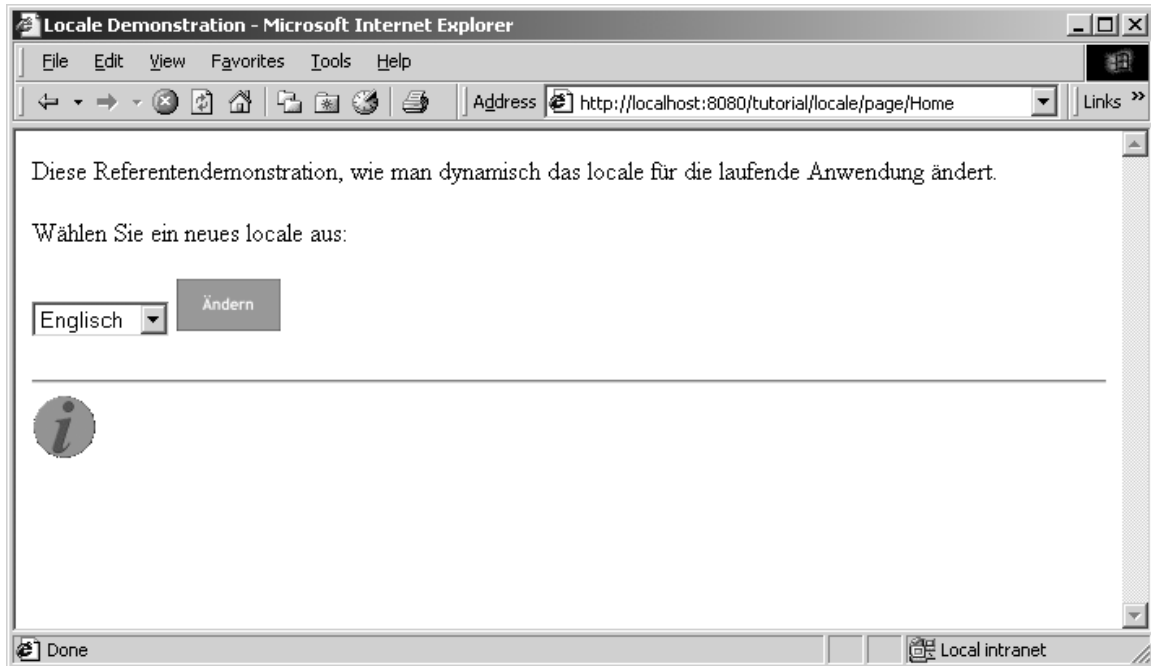 Locale Demonstration - Microsoft Internet Explorer
File Edit View Favorites Tools Help
Address http://localhost:8080/tutorial/locale/page/Home Links »
Diese Referentendemonstration, wie man dynamisch das locale für die laufende Anwendung ändert.
Wählen Sie ein neues locale aus:
Englisch Ändern
i
Done Local intranet